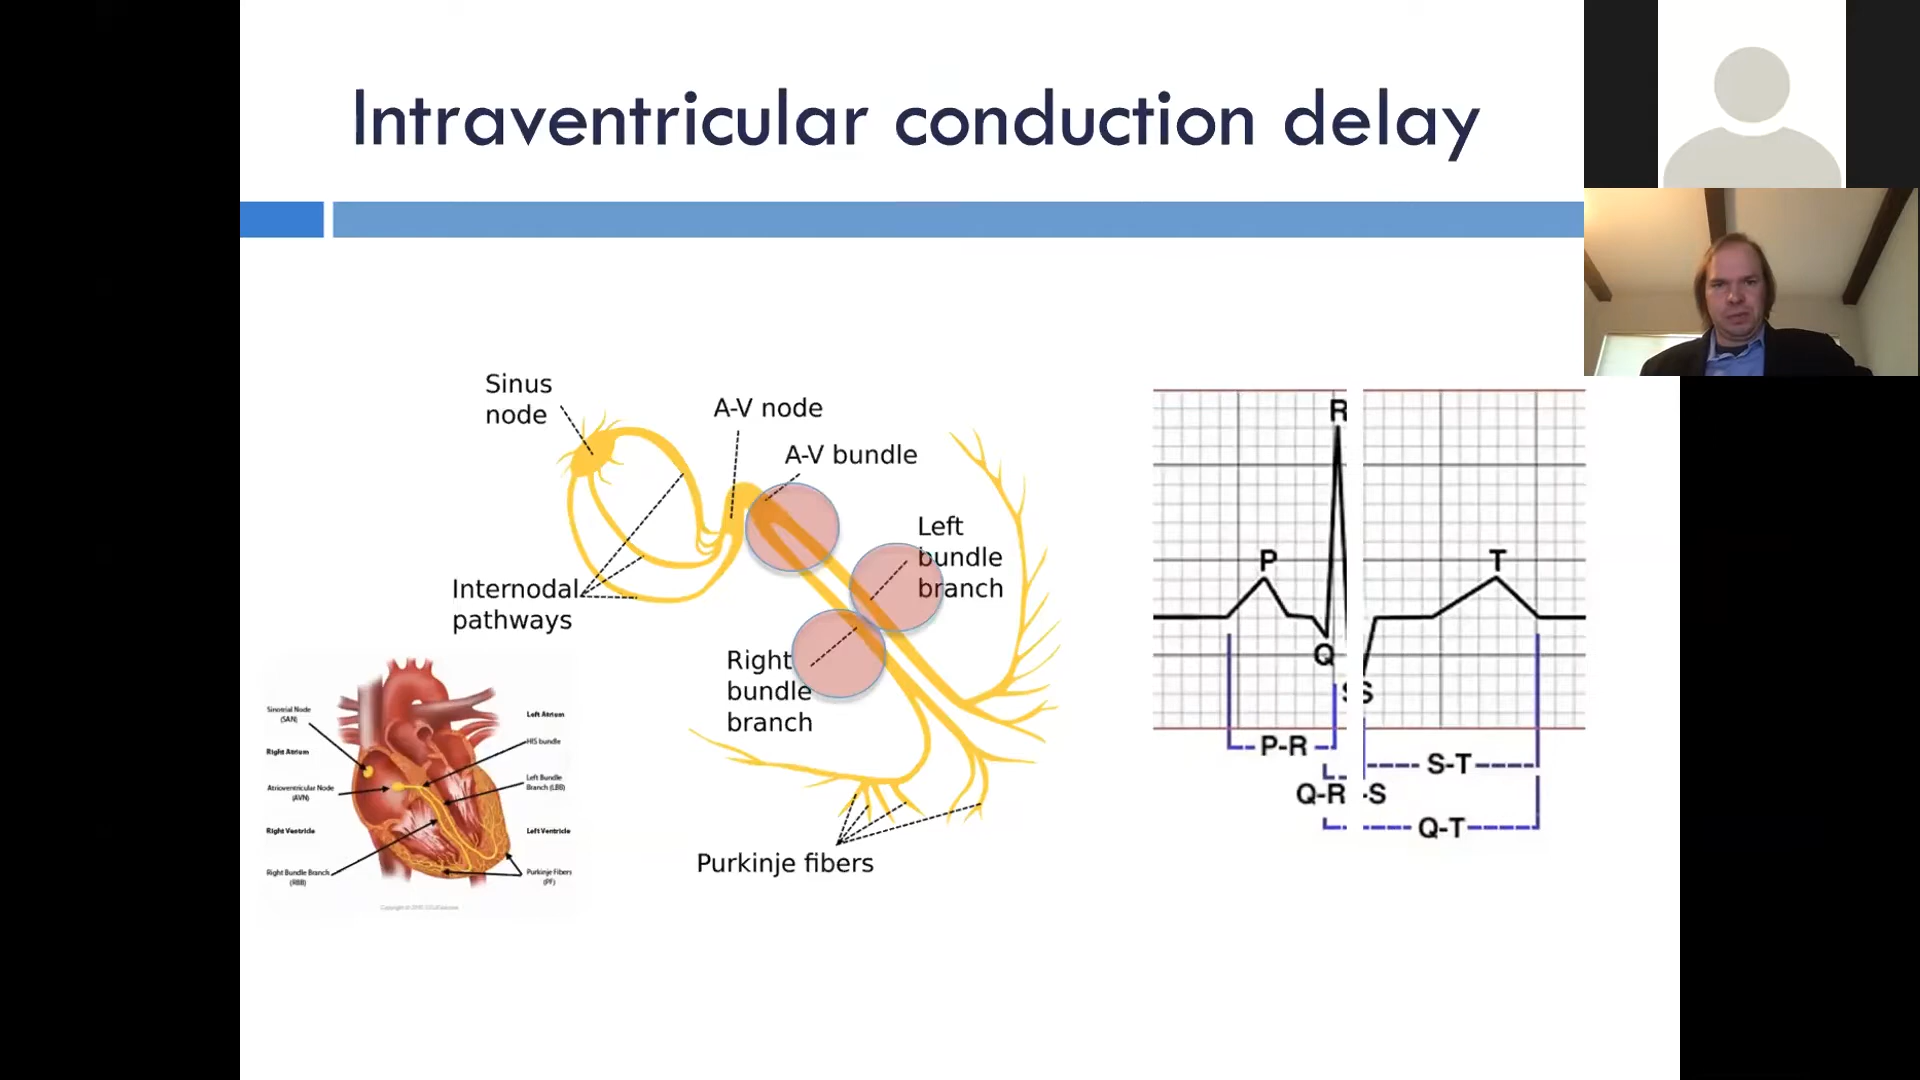 Intraventricular conduction delay
Sinus
node
A-V node
A-V bundle
Left
bundle
branch
Internodal
pathways
Right
bundle
branch
Purkinje fibers
Sinotrial Node
(SAN)
Right Atrium
Atrioventricular Node
(AVN)
Right Ventricle
Right Bundle Branch
(RBB)
Left Atrium
HIS bundle
Left Bundle
Branch (LBB)
Left Ventricle
Purkinje Fibers
(PF)
R
P
T
Q
S
P-R
S-T
Q-R -S
Q-T